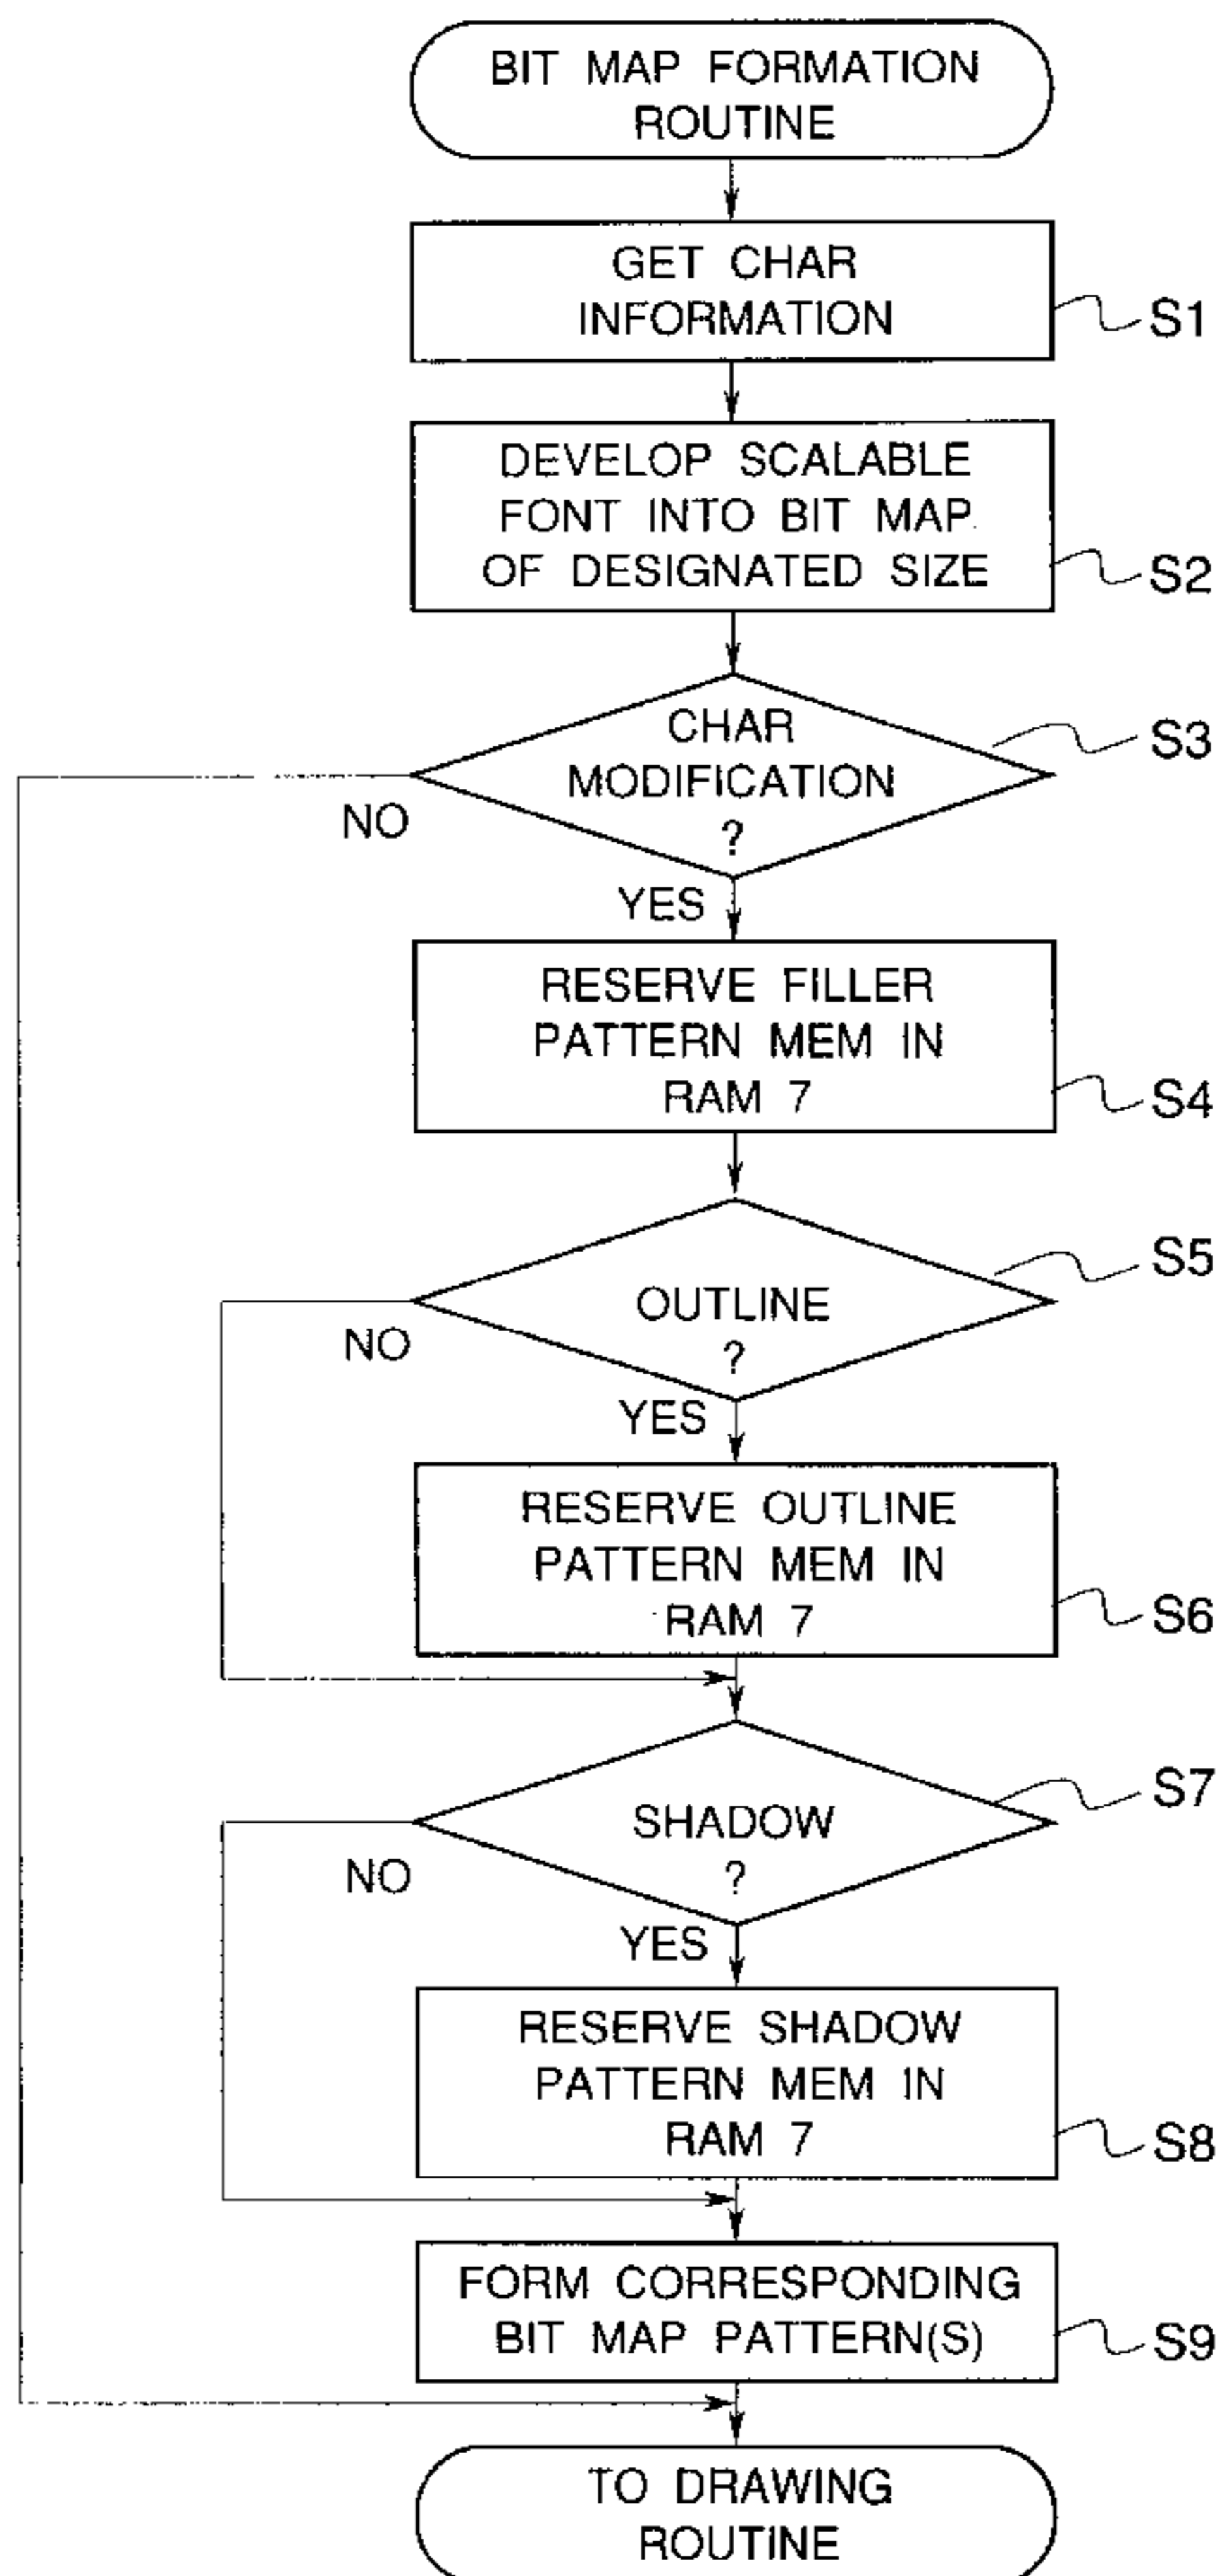 BIT MAP FORMATION
ROUTINE
GET CHAR
INFORMATION
S1
DEVELOP SCALABLE
FONT INTO BIT MAP
OF DESIGNATED SIZE
S2
CHAR
MODIFICATION
?
S3
NO
YES
RESERVE FILLER
PATTERN MEM IN
RAM 7
S4
OUTLINE
?
S5
NO
YES
RESERVE OUTLINE
PATTERN MEM IN
RAM 7
S6
SHADOW
?
S7
NO
YES
RESERVE SHADOW
PATTERN MEM IN
RAM 7
S8
FORM CORRESPONDING
BIT MAP PATTERN(S)
S9
TO DRAWING
ROUTINE